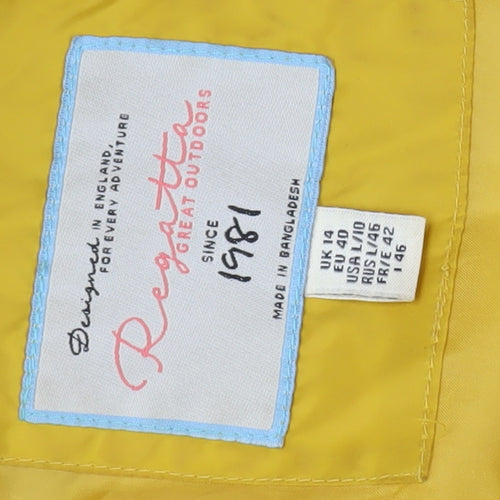 Designed IN ENGLAND,
FOR EVERY ADVENTURE
Regatta
GREAT OUTDOORS
SINCE
1981
MADE IN BANGLADESH
UK 14
EU 40
USA L/10
RUS L/46
FR/E 42
I 46